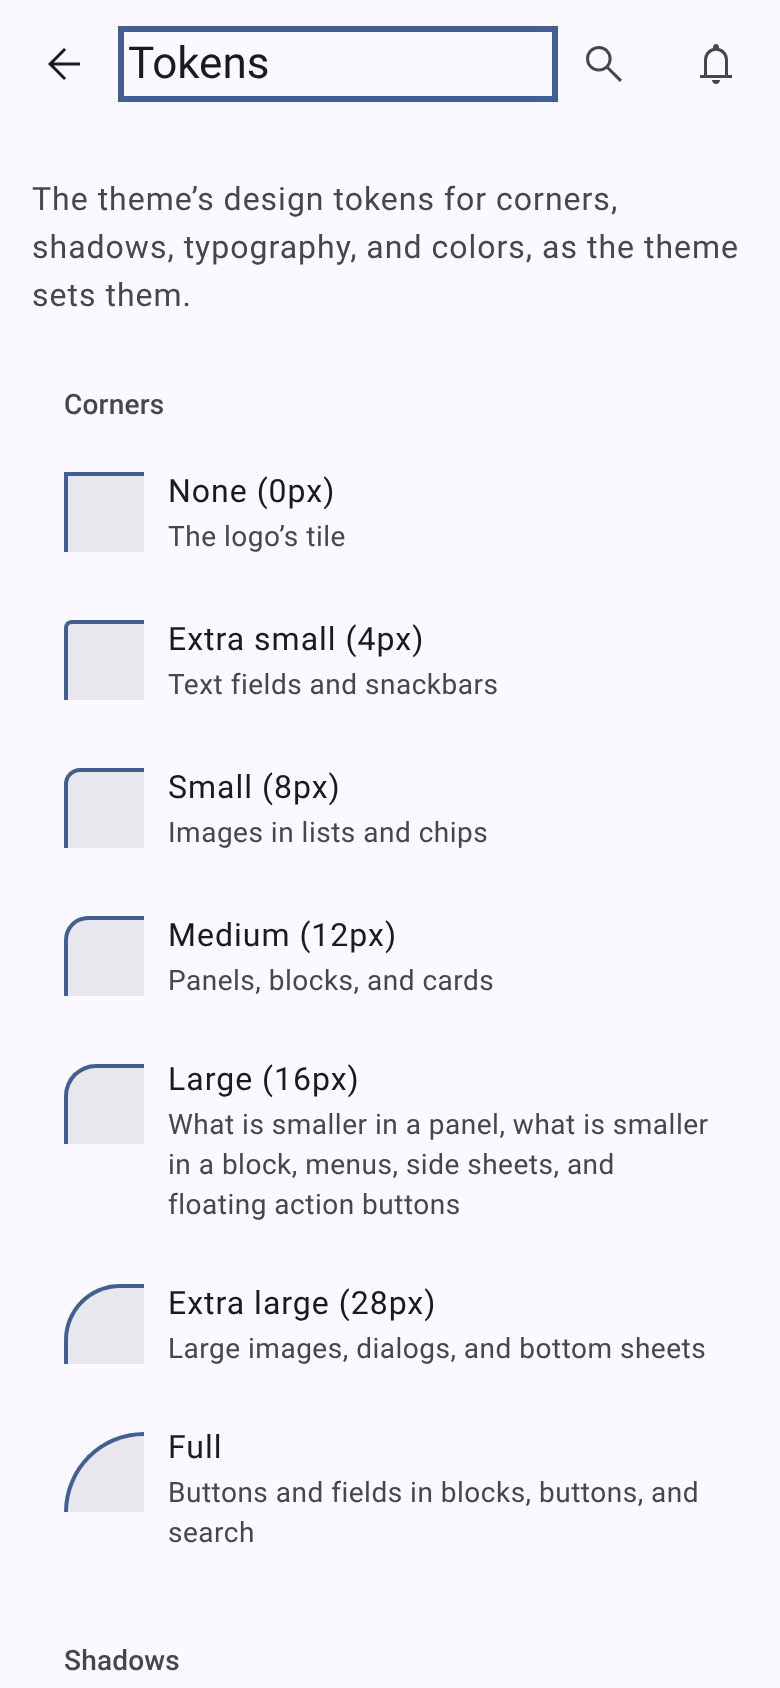 Tokens
The theme’s design tokens for corners,
shadows, typography, and colors, as the theme
sets them.
Corners
None (0px)
The logo’s tile
Extra small (4px)
Text fields and snackbars
Small (8px)
Images in lists and chips
Medium (12px)
Panels, blocks, and cards
Large (16px)
What is smaller in a panel, what is smaller
in a block, menus, side sheets, and
floating action buttons
Extra large (28px)
Large images, dialogs, and bottom sheets
Full
Buttons and fields in blocks, buttons, and
search
Shadows